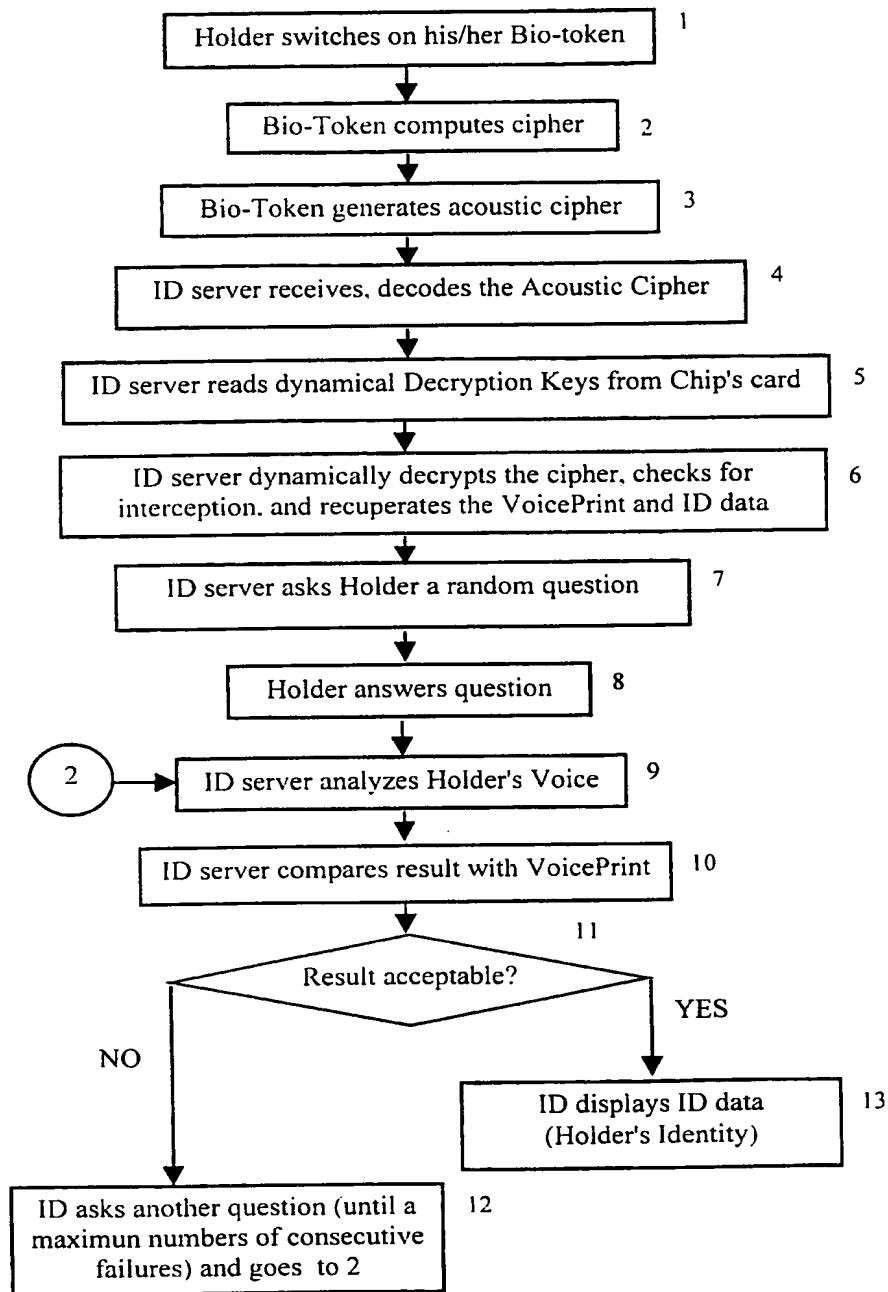 Holder switches on his/her Bio-token
1
Bio-Token computes cipher
2
Bio-Token generates acoustic cipher
3
ID server receives, decodes the Acoustic Cipher
4
ID server reads dynamical Decryption Keys from Chip's card
5
ID server dynamically decrypts the cipher, checks for
interception. and recuperates the VoicePrint and ID data
6
ID server asks Holder a random question
7
Holder answers question
8
2
ID server analyzes Holder's Voice
9
ID server compares result with VoicePrint
10
11
Result acceptable?
YES
NO
ID displays ID data
(Holder's Identity)
13
ID asks another question (until a
maximun numbers of consecutive
failures) and goes to 2
12